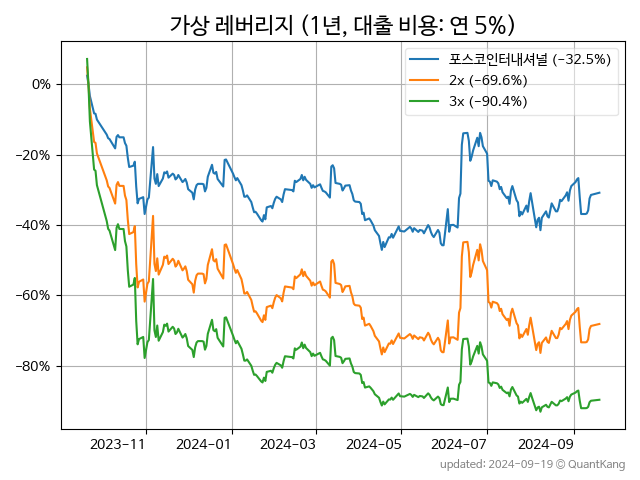 가상 레버리지 (1년, 대출 비용: 연 5%)
포스코인터내셔널 (−32.5%)
2x (−69.6%)
3x (−90.4%)
0%
−20%
−40%
−60%
−80%
2023−11
2024−01
2024−03
2024−05
2024−07
2024−09
updated: 2024−09−19 © QuantKang